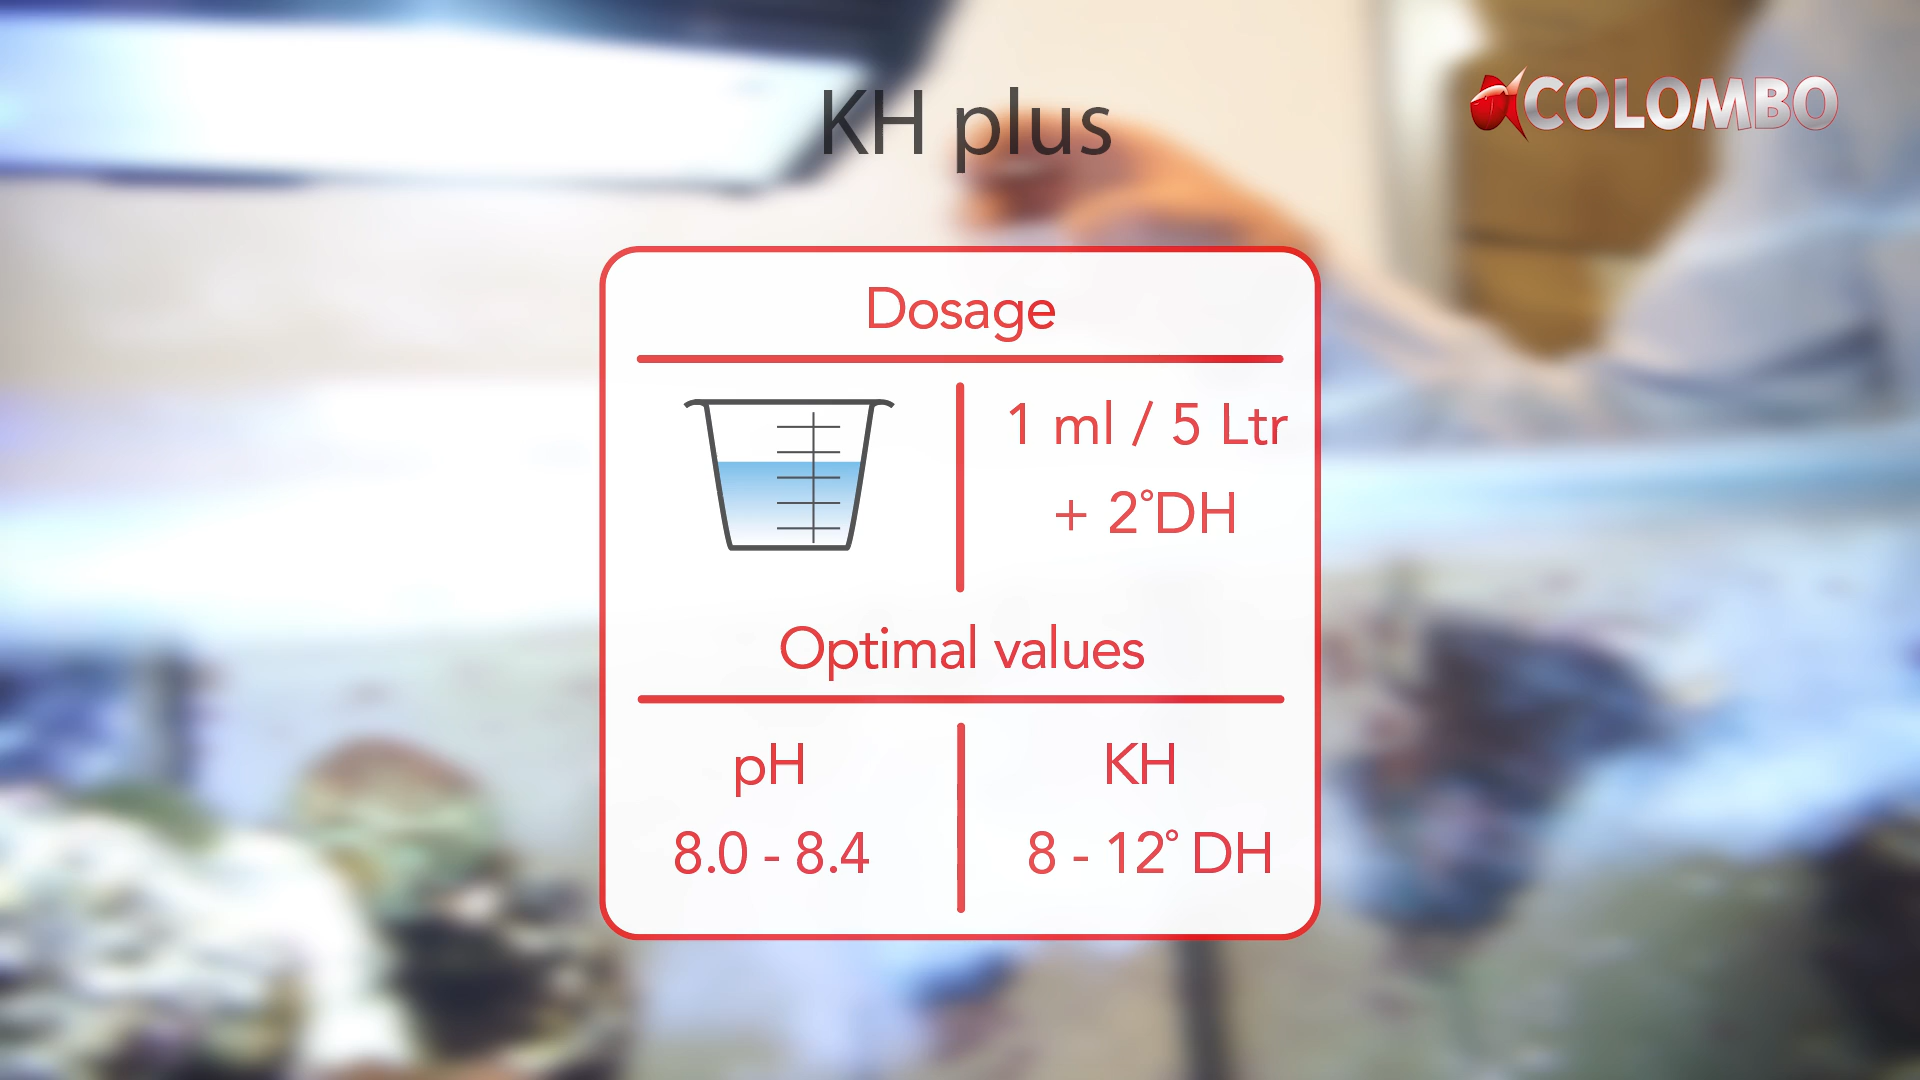 KH plus
COLOMBO
Dosage
1 ml / 5 Ltr
+ 2°DH
Optimal values
pH
KH
8.0 - 8.4
8 - 12° DH